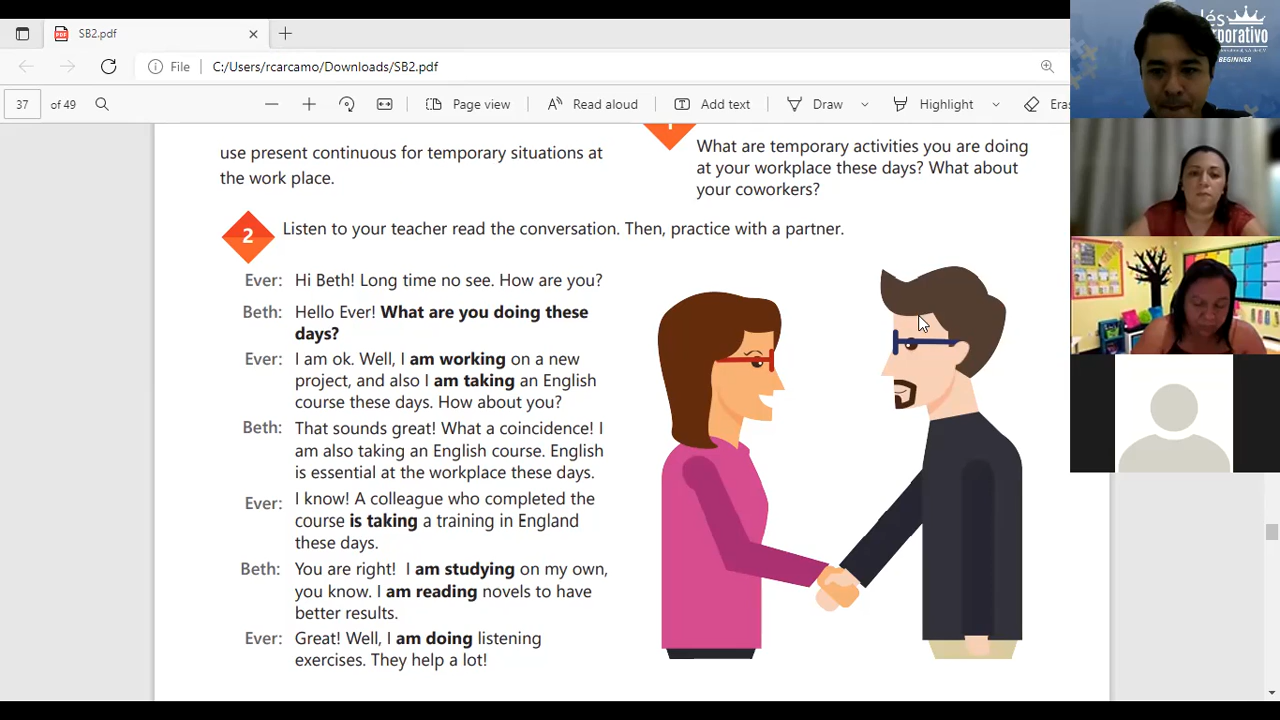 SB2.pdf
File
C:/Users/rcarcamo/Downloads/SB2.pdf
37
of 49
Page view
Read aloud
Add text
Draw
Highlight
use present continuous for temporary situations at
the work place.
What are temporary activities you are doing
at your workplace these days? What about
your coworkers?
2
Listen to your teacher read the conversation. Then, practice with a partner.
Ever: Hi Beth! Long time no see. How are you?
Beth: Hello Ever! What are you doing these
days?
Ever: I am ok. Well, I am working on a new
project, and also I am taking an English
course these days. How about you?
Beth: That sounds great! What a coincidence! I
am also taking an English course. English
is essential at the workplace these days.
Ever: I know! A colleague who completed the
course is taking a training in England
these days.
Beth: You are right! I am studying on my own,
you know. I am reading novels to have
better results.
Ever: Great! Well, I am doing listening
exercises. They help a lot!
BEGINNER